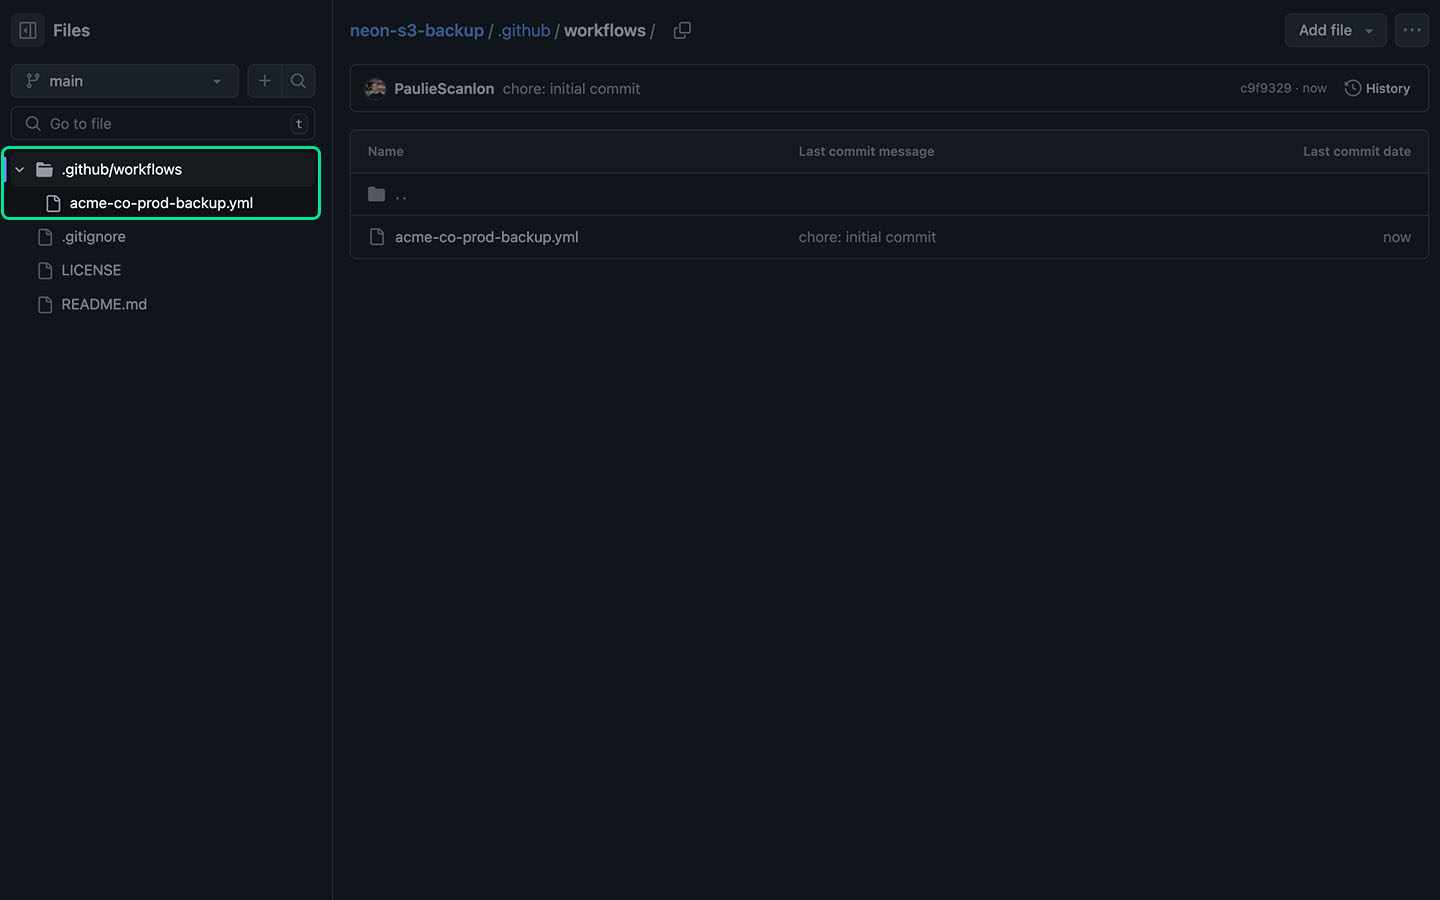 Files
main
Go to file
t
.github/workflows
acme-co-prod-backup.yml
.gitignore
LICENSE
README.md
neon-s3-backup / .github / workflows /
Add file
PaulieScanlon chore: initial commit
c9f9329 · now
History
Name Last commit message Last commit date
..
acme-co-prod-backup.yml chore: initial commit now